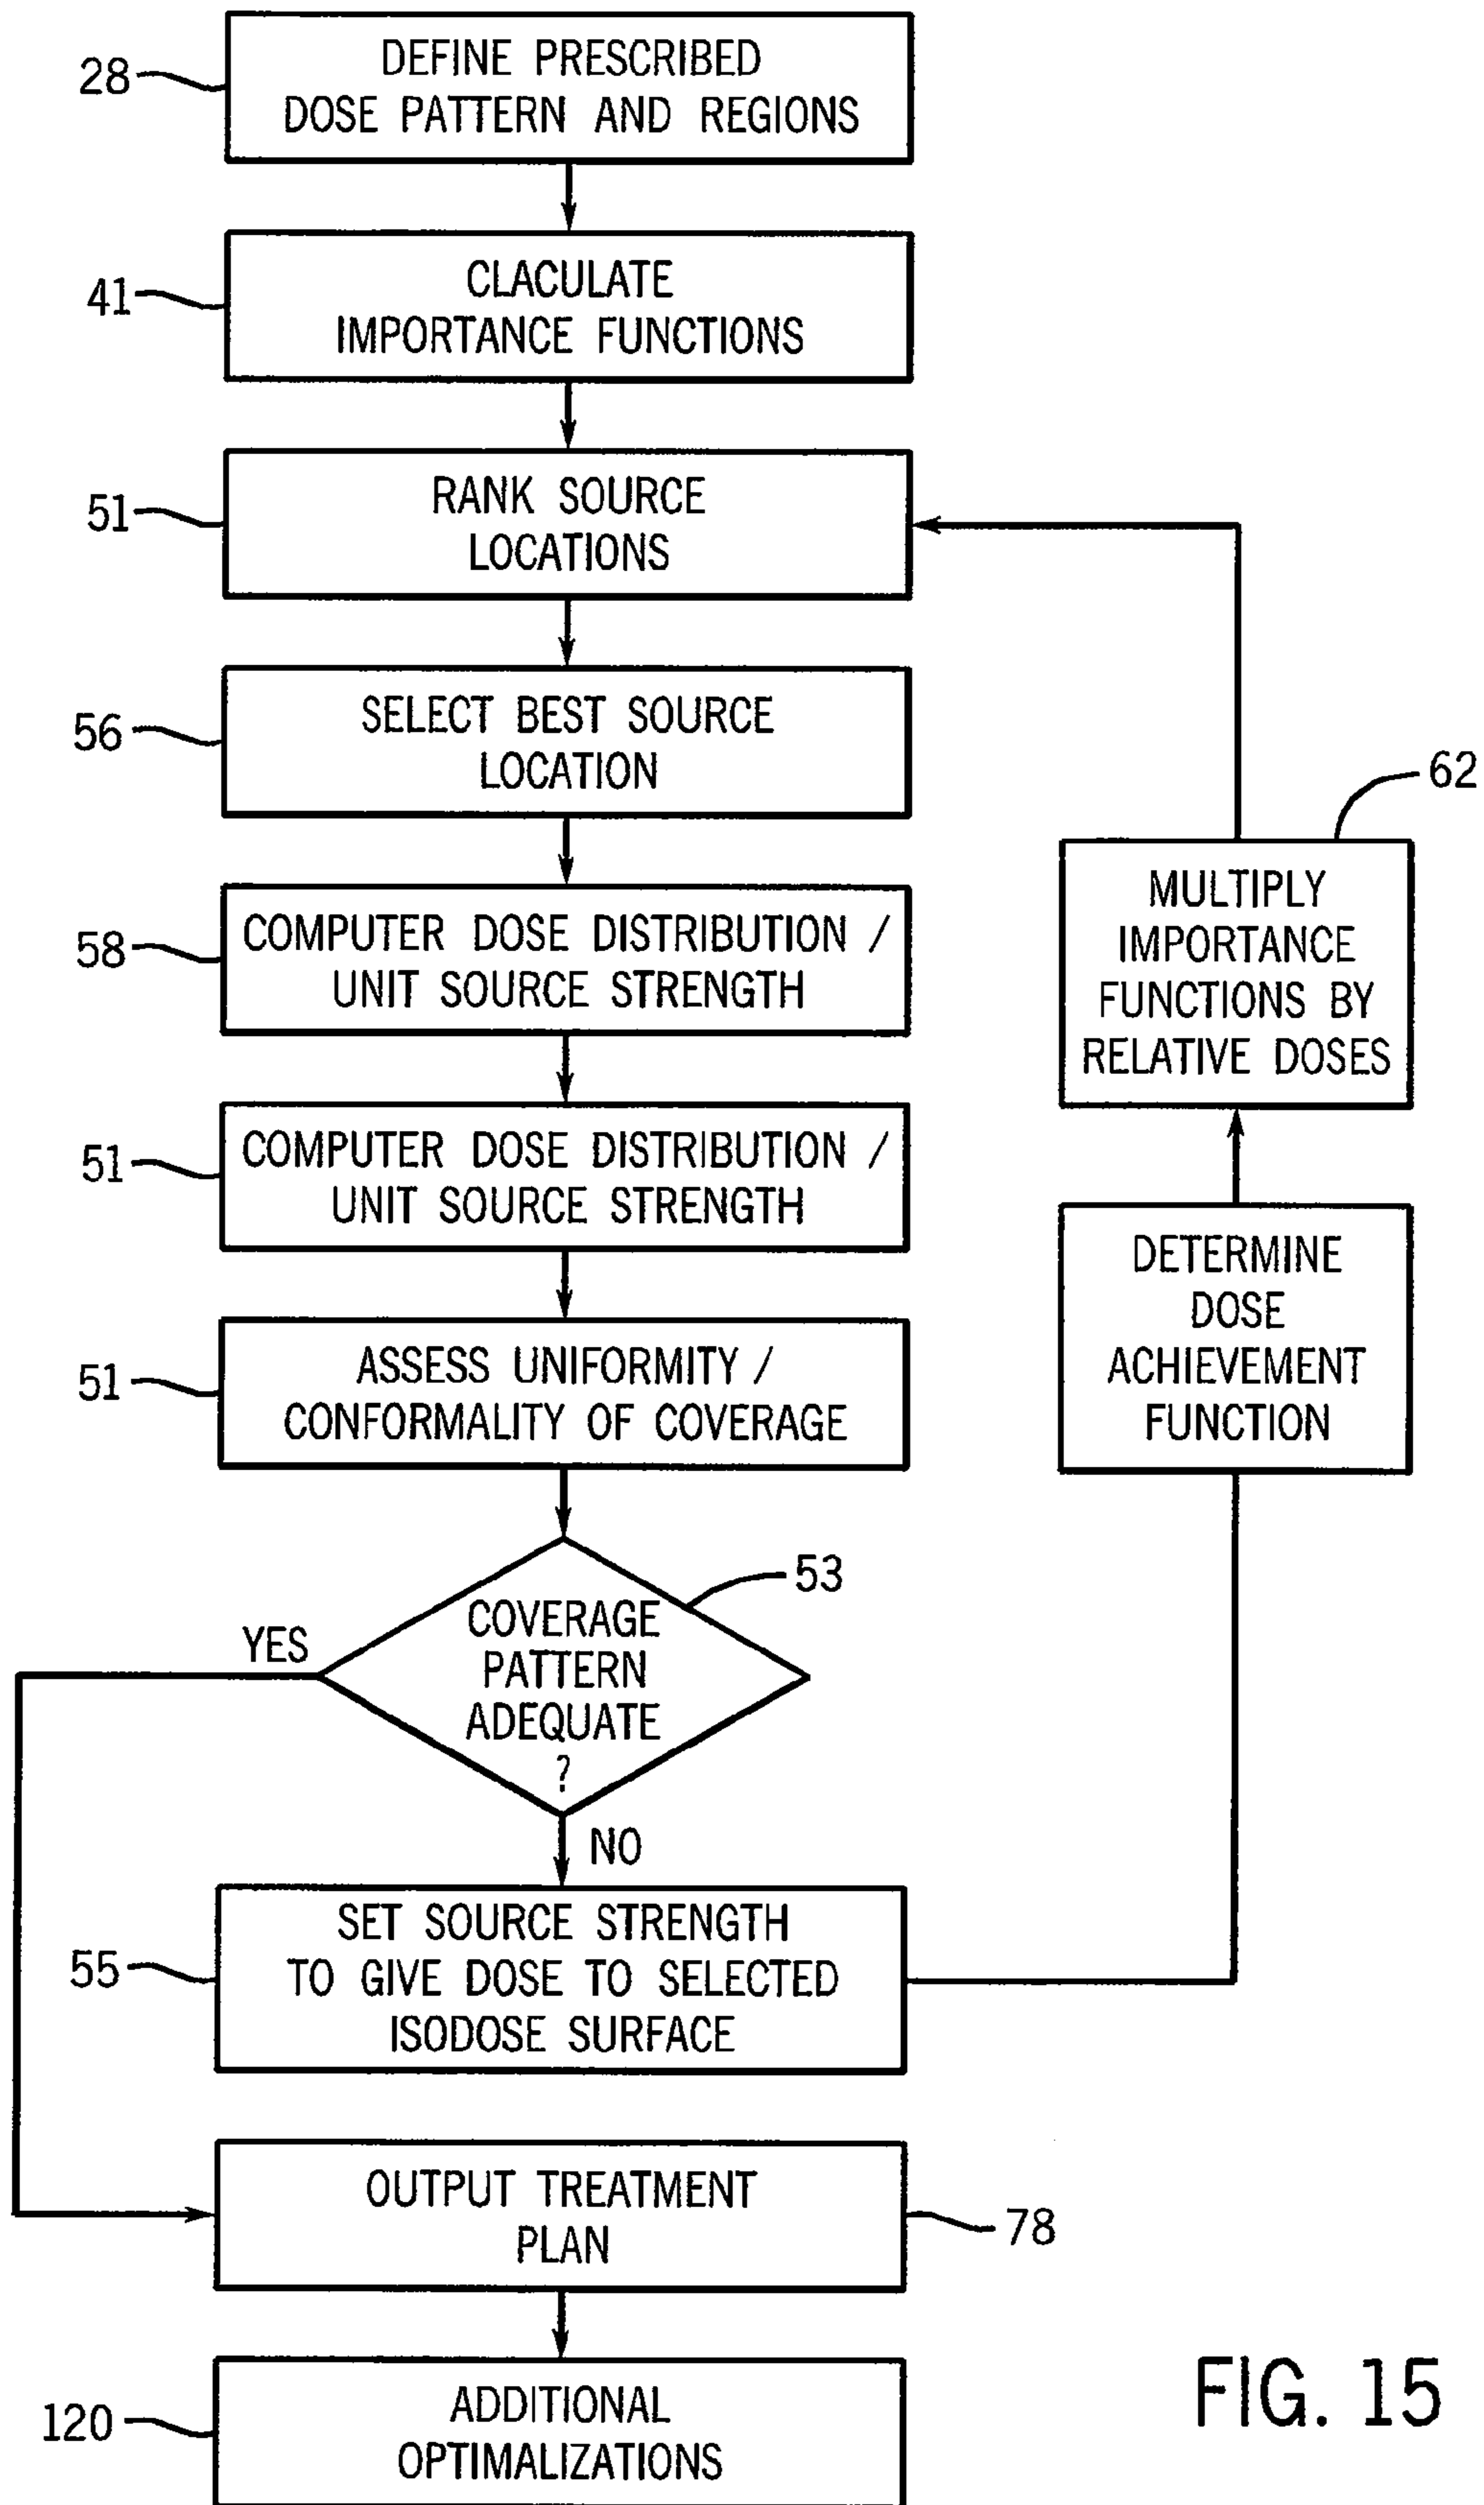 28
DEFINE PRESCRIBED
DOSE PATTERN AND REGIONS
41
CLACULATE
IMPORTANCE FUNCTIONS
51
RANK SOURCE
LOCATIONS
56
SELECT BEST SOURCE
LOCATION
62
MULTIPLY
IMPORTANCE
FUNCTIONS BY
RELATIVE DOSES
58
COMPUTER DOSE DISTRIBUTION /
UNIT SOURCE STRENGTH
51
COMPUTER DOSE DISTRIBUTION /
UNIT SOURCE STRENGTH
DETERMINE
DOSE
ACHIEVEMENT
FUNCTION
51
ASSESS UNIFORMITY /
CONFORMALITY OF COVERAGE
53
YES
COVERAGE
PATTERN
ADEQUATE
?
NO
55
SET SOURCE STRENGTH
TO GIVE DOSE TO SELECTED
ISODOSE SURFACE
OUTPUT TREATMENT
PLAN
78
120
ADDITIONAL
OPTIMALIZATIONS
FIG. 15